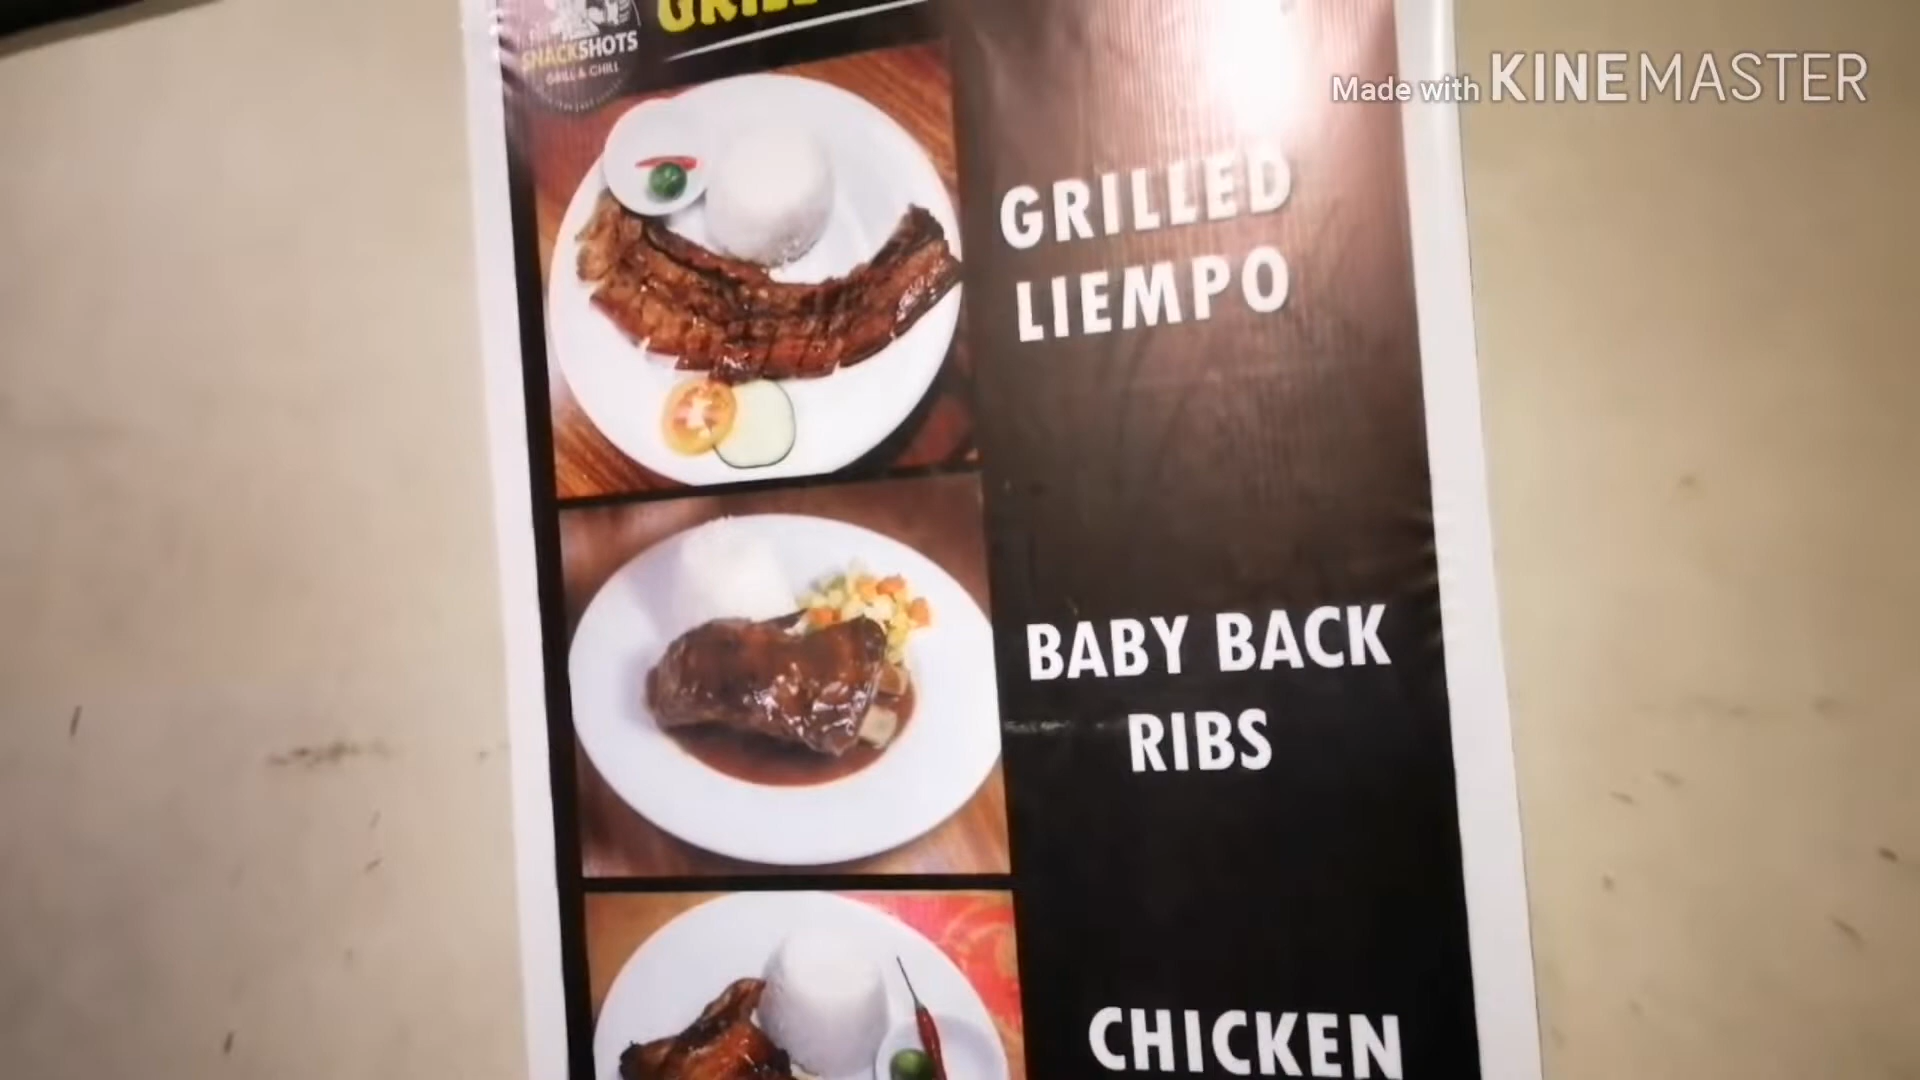 SNACKSHOTS
GRILL & CHILL
Made with KINEMASTER
GRILLED
LIEMPO
BABY BACK
RIBS
CHICKEN